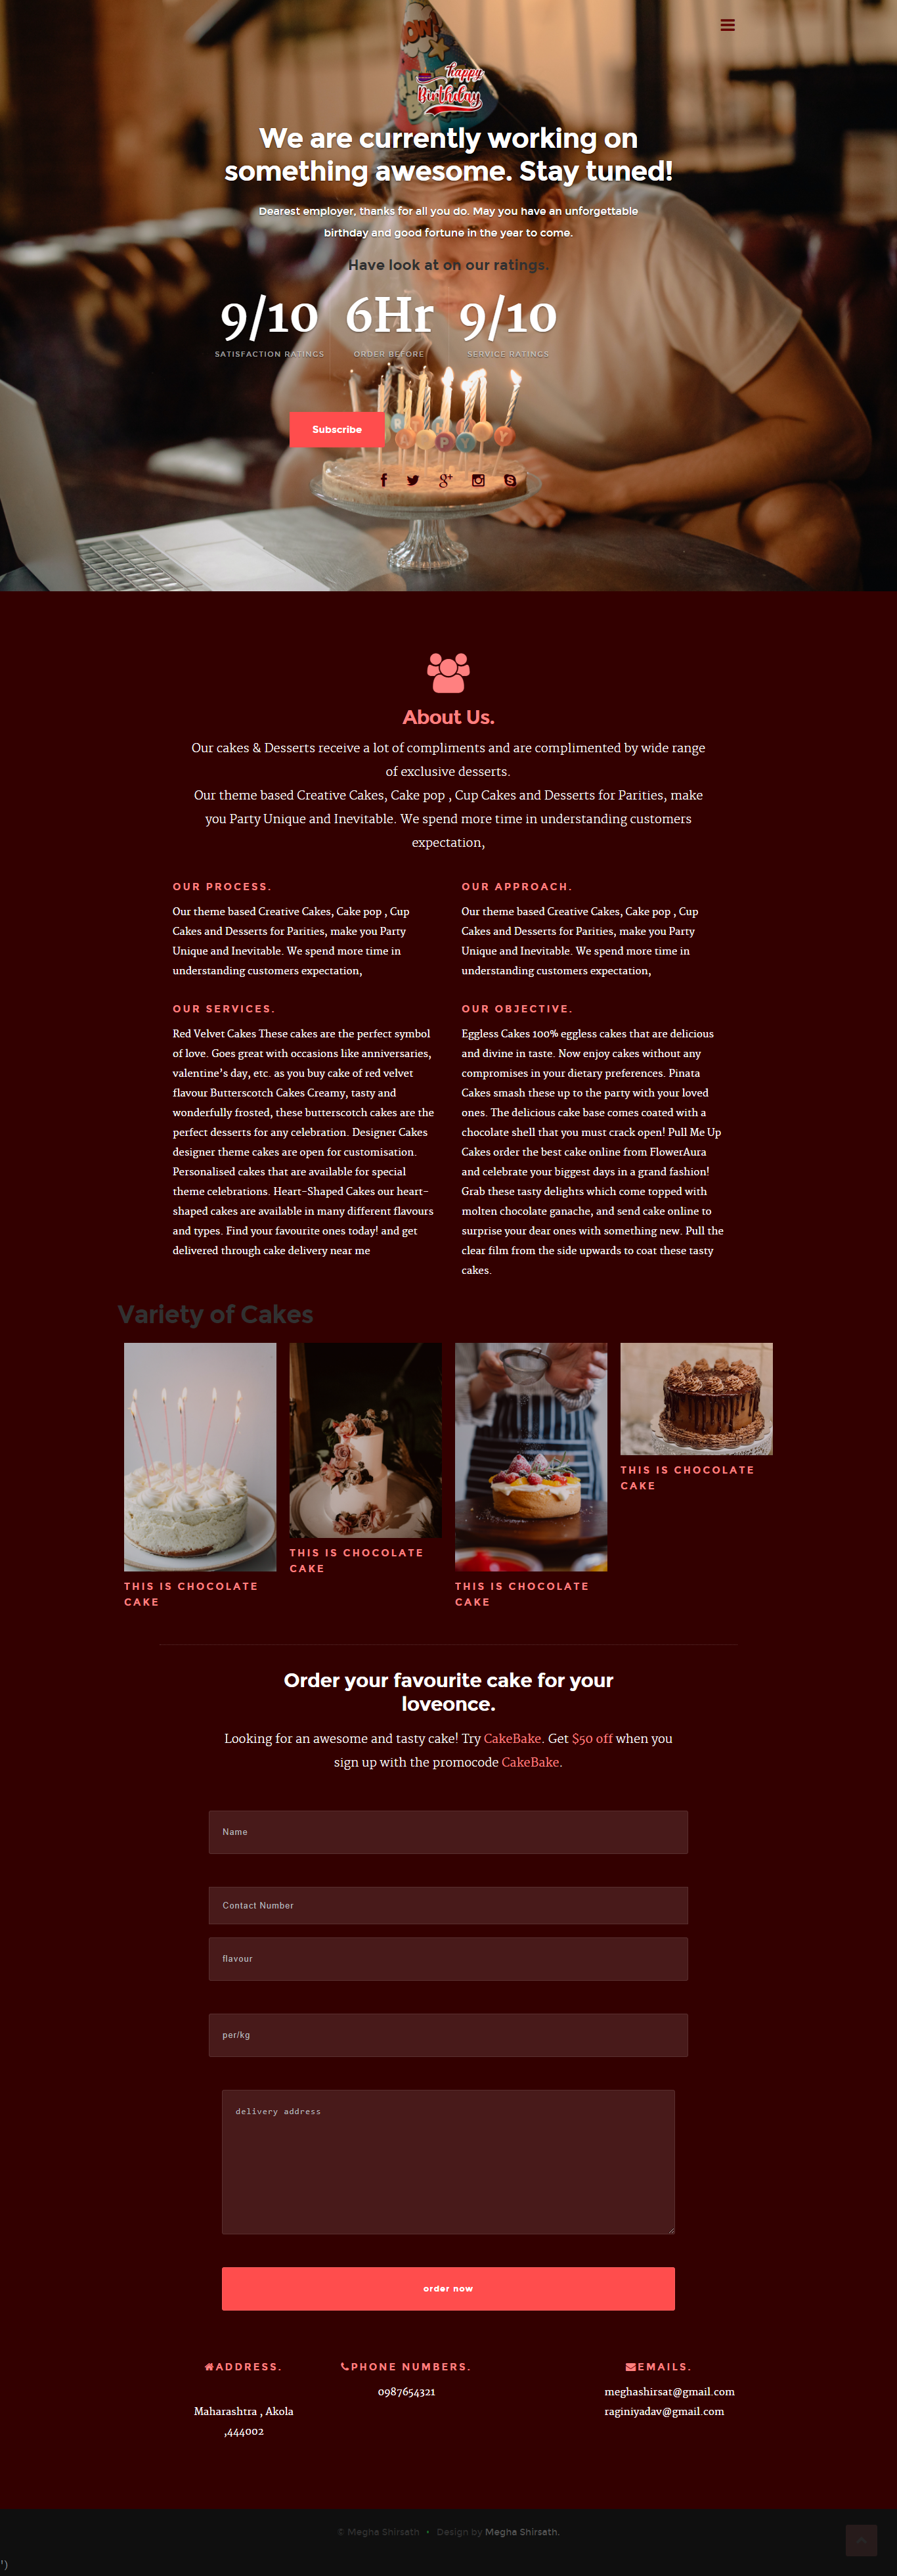 happy
Birthday
We are currently working on
something awesome. Stay tuned!
Dearest employer, thanks for all you do. May you have an unforgettable
birthday and good fortune in the year to come.
Have look at on our ratings.
9/10 6Hr 9/10
SATISFACTION RATINGS ORDER BEFORE SERVICE RATINGS
Subscribe
About Us.
Our cakes & Desserts receive a lot of compliments and are complimented by wide range
of exclusive desserts.
Our theme based Creative Cakes, Cake pop , Cup Cakes and Desserts for Parities, make
you Party Unique and Inevitable. We spend more time in understanding customers
expectation,
OUR PROCESS.
Our theme based Creative Cakes, Cake pop , Cup
Cakes and Desserts for Parities, make you Party
Unique and Inevitable. We spend more time in
understanding customers expectation,
OUR APPROACH.
Our theme based Creative Cakes, Cake pop , Cup
Cakes and Desserts for Parities, make you Party
Unique and Inevitable. We spend more time in
understanding customers expectation,
OUR SERVICES.
Red Velvet Cakes These cakes are the perfect symbol
of love. Goes great with occasions like anniversaries,
valentine's day, etc. as you buy cake of red velvet
flavour Butterscotch Cakes Creamy, tasty and
wonderfully frosted, these butterscotch cakes are the
perfect desserts for any celebration. Designer Cakes
designer theme cakes are open for customisation.
Personalised cakes that are available for special
theme celebrations. Heart-Shaped Cakes our heart-
shaped cakes are available in many different flavours
and types. Find your favourite ones today! and get
delivered through cake delivery near me
OUR OBJECTIVE.
Eggless Cakes 100% eggless cakes that are delicious
and divine in taste. Now enjoy cakes without any
compromises in your dietary preferences. Pinata
Cakes smash these up to the party with your loved
ones. The delicious cake base comes coated with a
chocolate shell that you must crack open! Pull Me Up
Cakes order the best cake online from FlowerAura
and celebrate your biggest days in a grand fashion!
Grab these tasty delights which come topped with
molten chocolate ganache, and send cake online to
surprise your dear ones with something new. Pull the
clear film from the side upwards to coat these tasty
cakes.
Variety of Cakes
THIS IS CHOCOLATE
CAKE
THIS IS CHOCOLATE
CAKE
THIS IS CHOCOLATE
CAKE
THIS IS CHOCOLATE
CAKE
Order your favourite cake for your
loveonce.
Looking for an awesome and tasty cake! Try CakeBake. Get $50 off when you
sign up with the promocode CakeBake.
Name
Contact Number
flavour
per/kg
delivery address
order now
ADDRESS.
Maharashtra , Akola
,444002
PHONE NUMBERS.
0987654321
EMAILS.
meghashirsat@gmail.com
raginiyadav@gmail.com
© Megha Shirsath • Design by Megha Shirsath.
')